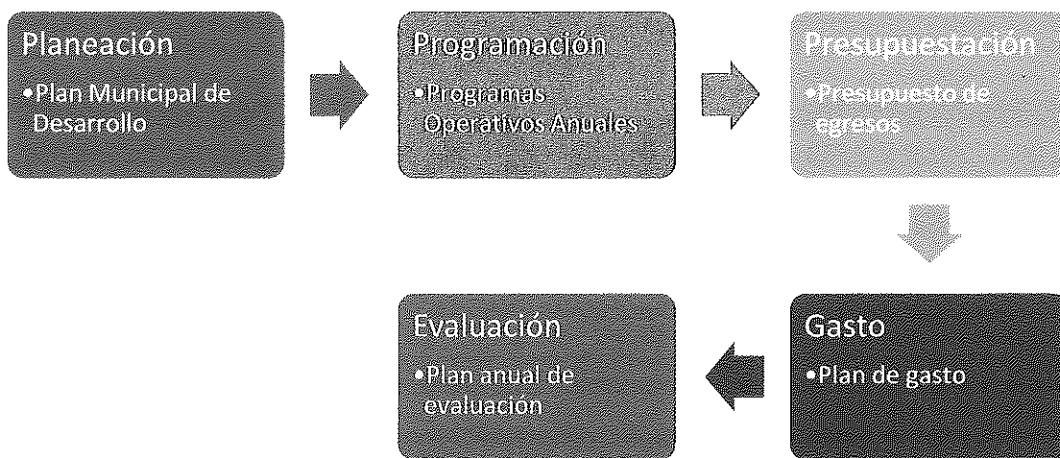 Planeación
•Plan Municipal de
Desarrollo
Programación
•Programas
Operativos Anuales
Presupuestación
•Presupuesto de
egresos
Gasto
•Plan de gasto
Evaluación
•Plan anual de
evaluación